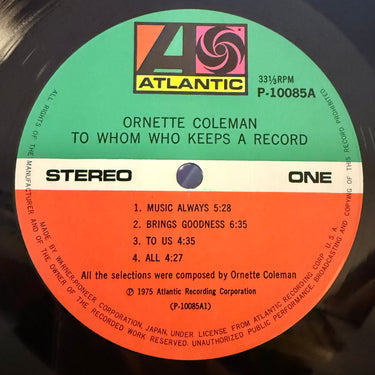 ATLANTIC
33⅓RPM
P-10085A
ORNETTE COLEMAN
TO WHOM WHO KEEPS A RECORD
STEREO ONE
1. MUSIC ALWAYS 5:28
2. BRINGS GOODNESS 6:35
3. TO US 4:35
4. ALL 4:27
All the selections were composed by Ornette Coleman
Ⓟ 1975 Atlantic Recording Corporation
(P-10085A1)
ALL RIGHTS OF THE MANUFACTURER AND OF THE OWNER OF THE RECORDED WORK RESERVED. UNAUTHORIZED PUBLIC PERFORMANCE, BROADCASTING AND COPYING OF THIS RECORD PROHIBITED
MADE BY WARNER-PIONEER CORPORATION, JAPAN, UNDER LICENSE FROM ATLANTIC RECORDING CORP. U.S.A.